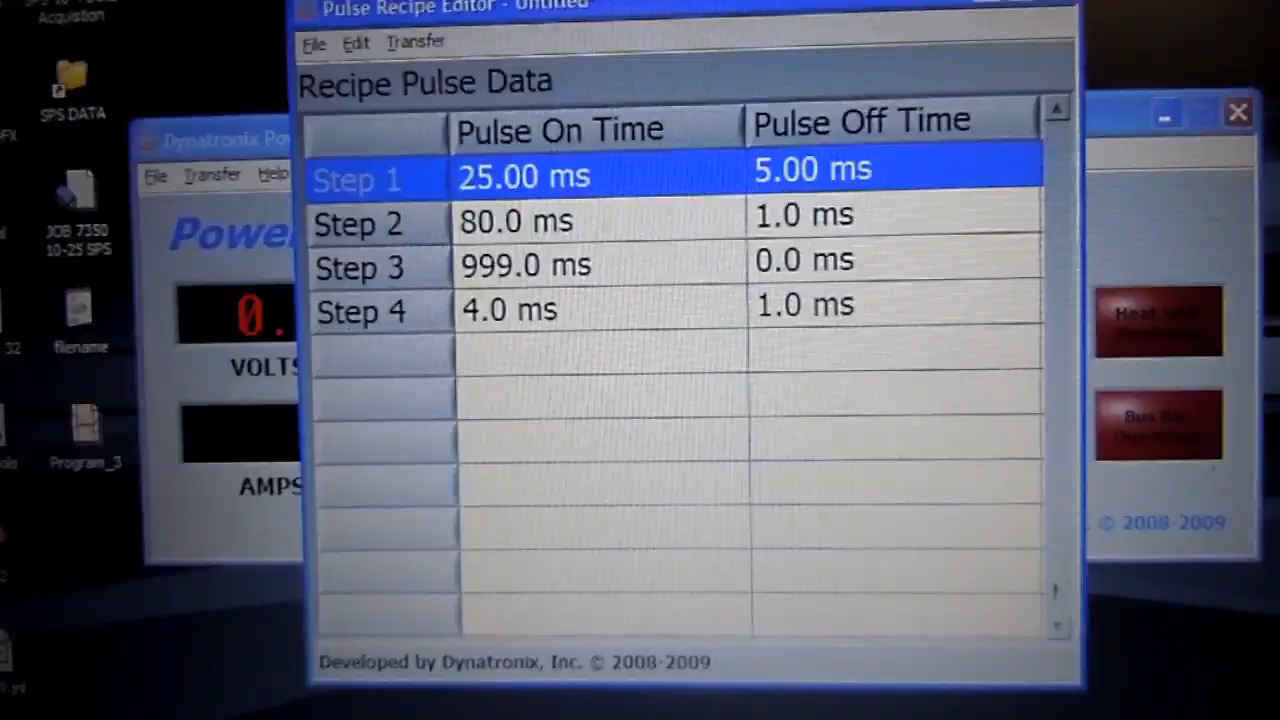 Acquisition
Pulse Recipe Editor - Untitled
File Edit Transfer
SPS DATA
Recipe Pulse Data
Dynatronix
Pulse On Time Pulse Off Time
File Transfer Help
Step 1 25.00 ms 5.00 ms
Step 2 80.0 ms 1.0 ms
JOB 7350
10-25 SPS
Step 3 999.0 ms 0.0 ms
Step 4 4.0 ms 1.0 ms
0.
32
filename
VOLTS
Program_3
AMPS
© 2008-2009
Developed by Dynatronix, Inc. © 2008-2009